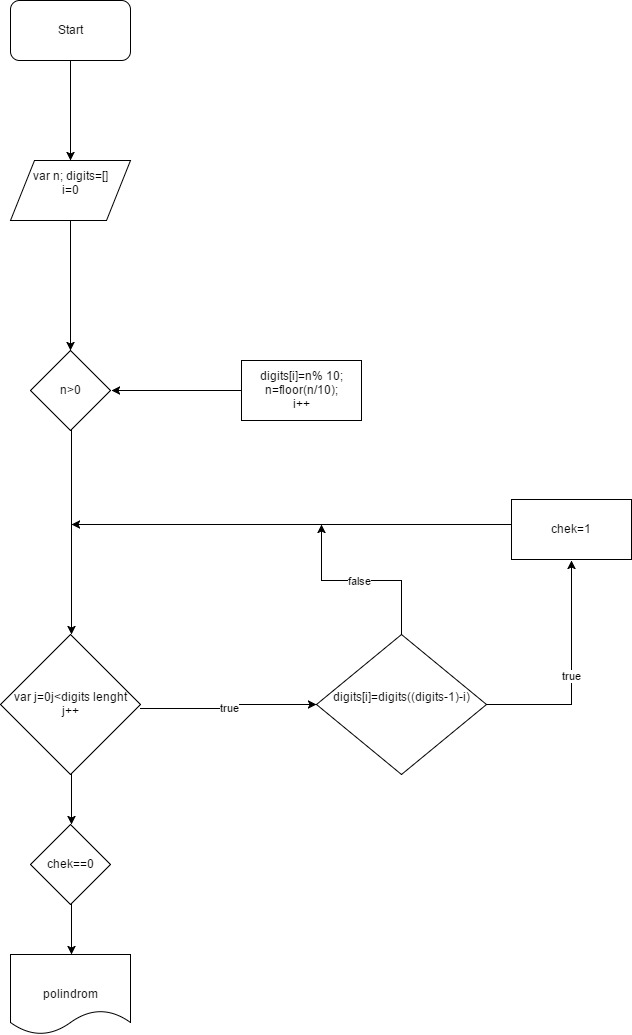 Start
var n; digits=[]
i=0
n>0
digits[i]=n% 10;
n=floor(n/10);
i++
chek=1
false
true
var j=0j<digits lenght
j++
true
digits[i]=digits((digits-1)-i)
chek==0
polindrom